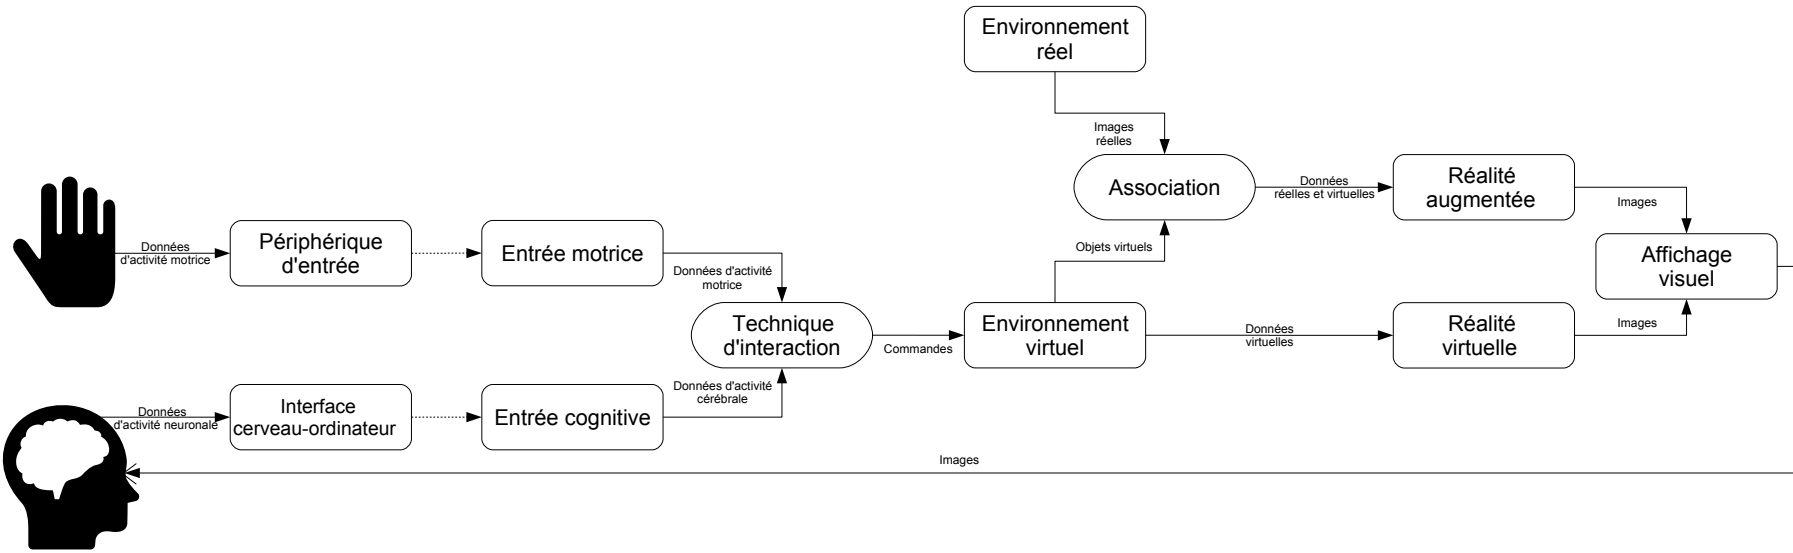 Environnement
réel
Images
réelles
Association
Données
réelles et virtuelles
Réalité
augmentée
Images
Données
d'activité motrice
Périphérique
d'entrée
Entrée motrice
Données d'activité
motrice
Objets virtuels
Affichage
visuel
Technique
d'interaction
Commandes
Environnement
virtuel
Données
virtuelles
Réalité
virtuelle
Images
Données
d'activité neuronale
Interface
cerveau-ordinateur
Entrée cognitive
Données d'activité
cérébrale
Images